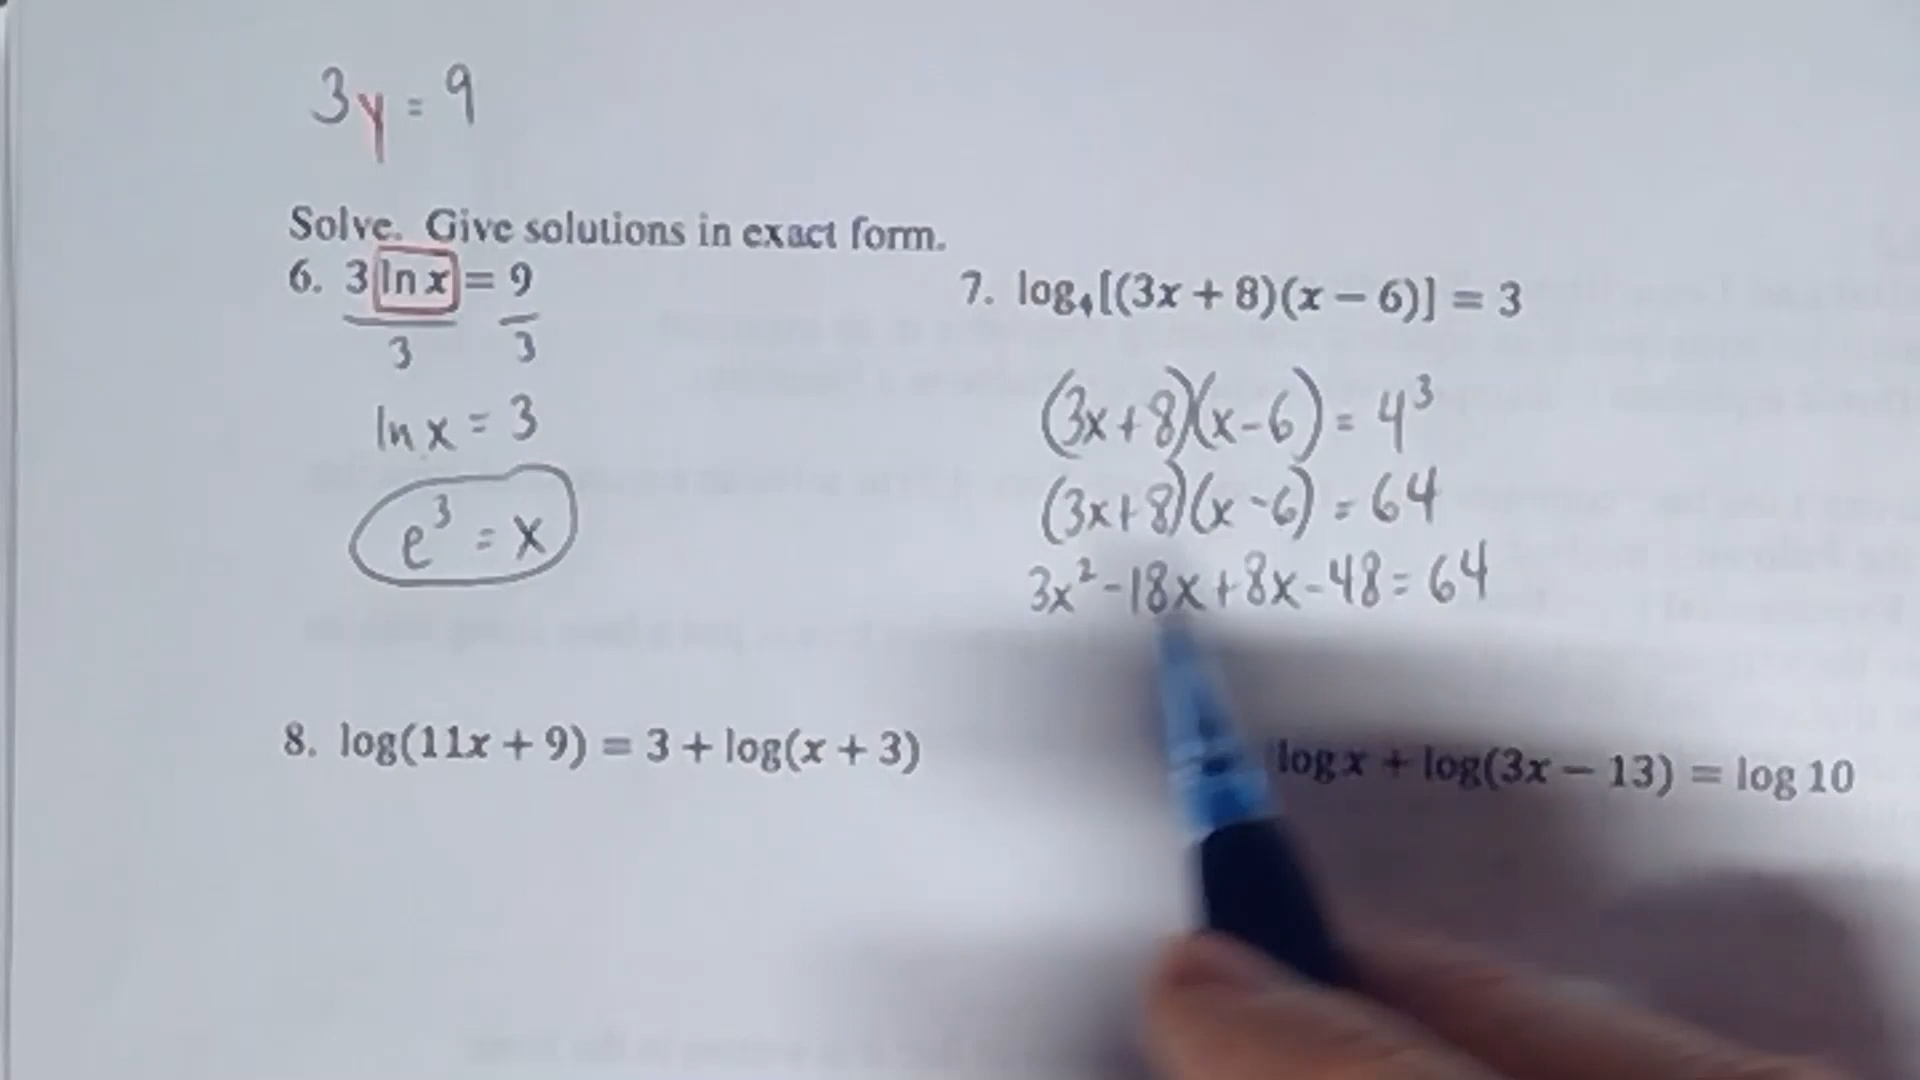 3y = 9
Solve. Give solutions in exact form.
6. 3 ln x = 9
3 3
ln x = 3
e³ = x
7. log₄[(3x + 8)(x − 6)] = 3
(3x+8)(x-6) = 4³
(3x+8)(x-6) = 64
3x²-18x+8x-48=64
8. log(11x + 9) = 3 + log(x + 3)
log x + log(3x − 13) = log 10